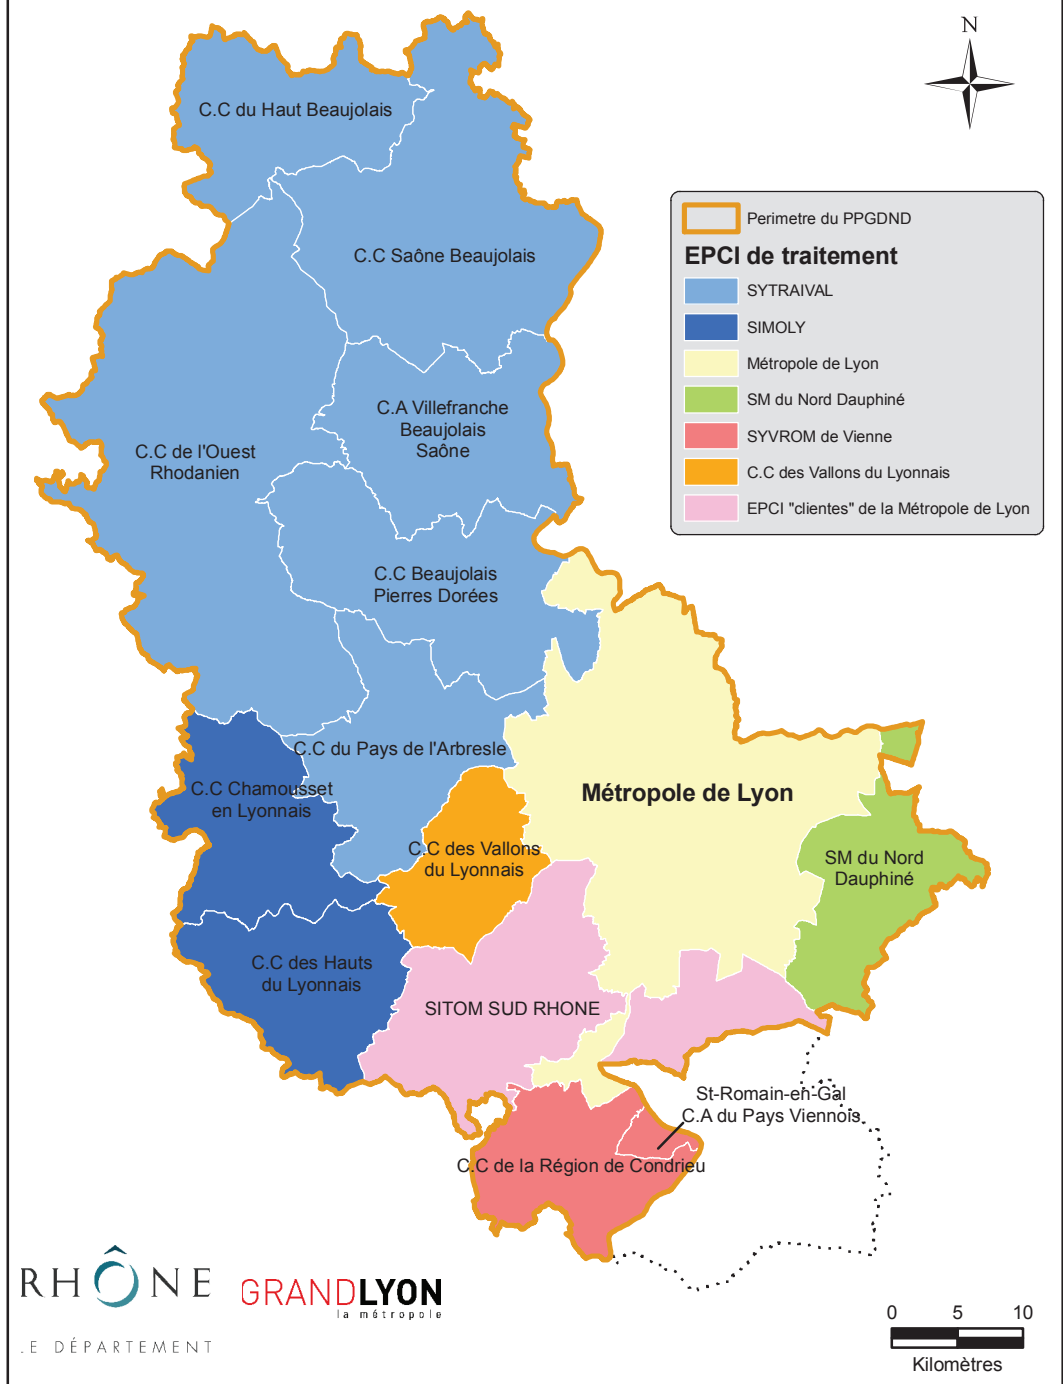 N
C.C du Haut Beaujolais
Perimetre du PPGDND
EPCI de traitement
SYTRAIVAL
SIMOLY
Métropole de Lyon
SM du Nord Dauphiné
SYVROM de Vienne
C.C des Vallons du Lyonnais
EPCI "clientes" de la Métropole de Lyon
C.C Saône Beaujolais
C.A Villefranche
Beaujolais
Saône
C.C de l'Ouest
Rhodanien
C.C Beaujolais
Pierres Dorées
C.C du Pays de l'Arbresle
C.C Chamousset
en Lyonnais
Métropole de Lyon
C.C des Vallons
du Lyonnais
SM du Nord
Dauphiné
C.C des Hauts
du Lyonnais
SITOM SUD RHONE
St-Romain-en-Gal
C.A du Pays Viennois
C.C de la Région de Condrieu
RHÔNE
.E DÉPARTEMENT
GRANDLYON
la métropole
0 5 10
Kilomètres